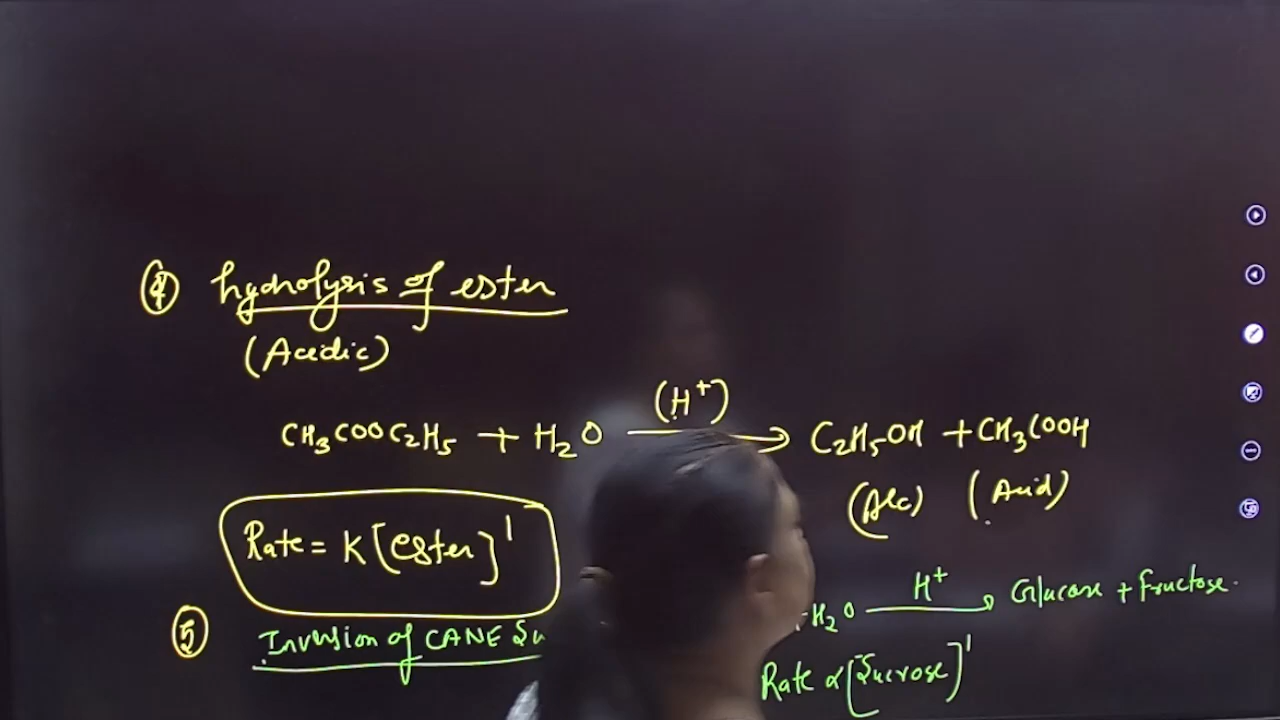 ④ hydrolysis of ester
(Acidic)
CH₃COOC₂H₅ + H₂O (H⁺) → C₂H₅OH + CH₃COOH
(Alc) (Acid)
Rate = K[ester]¹
⑤ Inversion of CANE Su
H₂O H⁺ → Glucose + Fructose.
Rate ∝ [Sucrose]¹